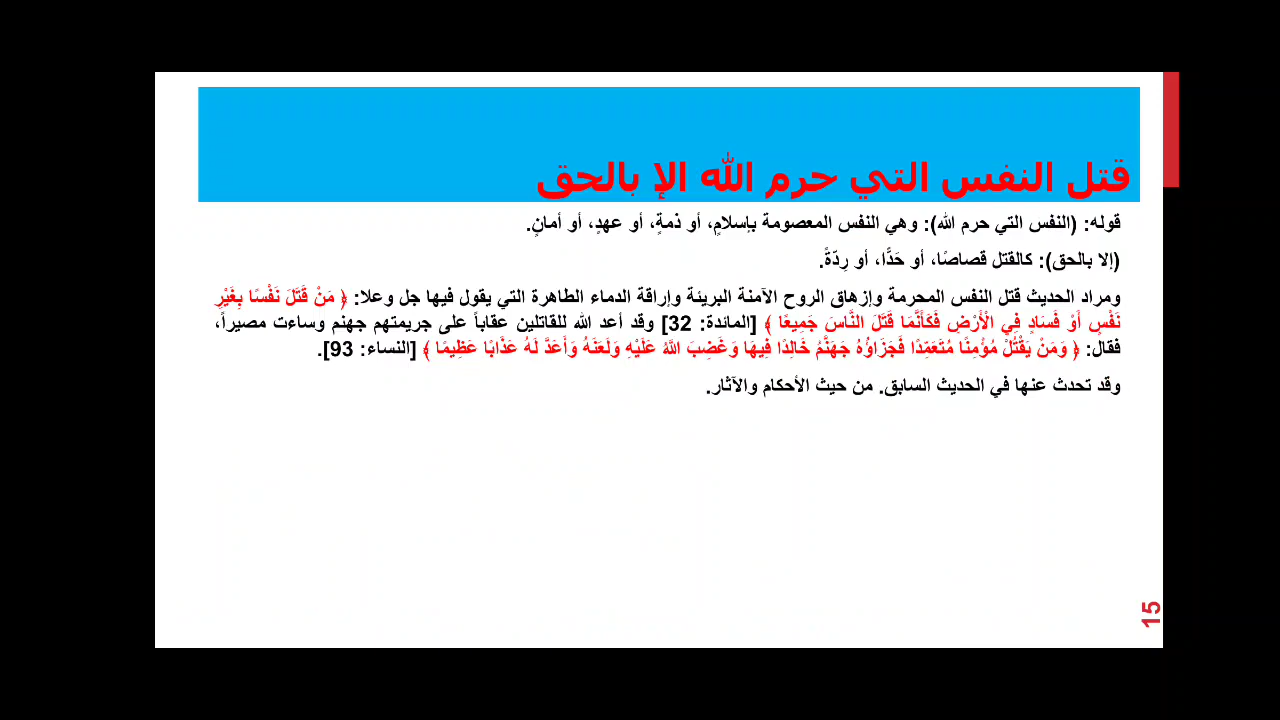 قتل النفس التي حرم الله الإ بالحق
قوله: (النفس التي حرم الله): وهي النفس المعصومة بإسلامٍ، أو ذمةٍ، أو عهدٍ، أو أمانٍ.
(إلا بالحق): كالقتل قصاصًا، أو حَدًّا، أو رِدّةً.
ومراد الحديث قتل النفس المحرمة وإزهاق الروح الآمنة البريئة وإراقة الدماء الطاهرة التي يقول فيها جل وعلا: ﴿ مَنْ قَتَلَ نَفْسًا بِغَيْرِ
نَفْسٍ أَوْ فَسَادٍ فِي الْأَرْضِ فَكَأَنَّمَا قَتَلَ النَّاسَ جَمِيعًا ﴾ [المائدة: 32] وقد أعد الله للقاتلين عقاباً على جريمتهم جهنم وساءت مصيراً،
فقال: ﴿ وَمَنْ يَقْتُلْ مُؤْمِنًا مُتَعَمِّدًا فَجَزَاؤُهُ جَهَنَّمُ خَالِدًا فِيهَا وَغَضِبَ اللَّهُ عَلَيْهِ وَلَعَنَهُ وَأَعَدَّ لَهُ عَذَابًا عَظِيمًا ﴾ [النساء: 93].
وقد تحدث عنها في الحديث السابق. من حيث الأحكام والآثار.
15